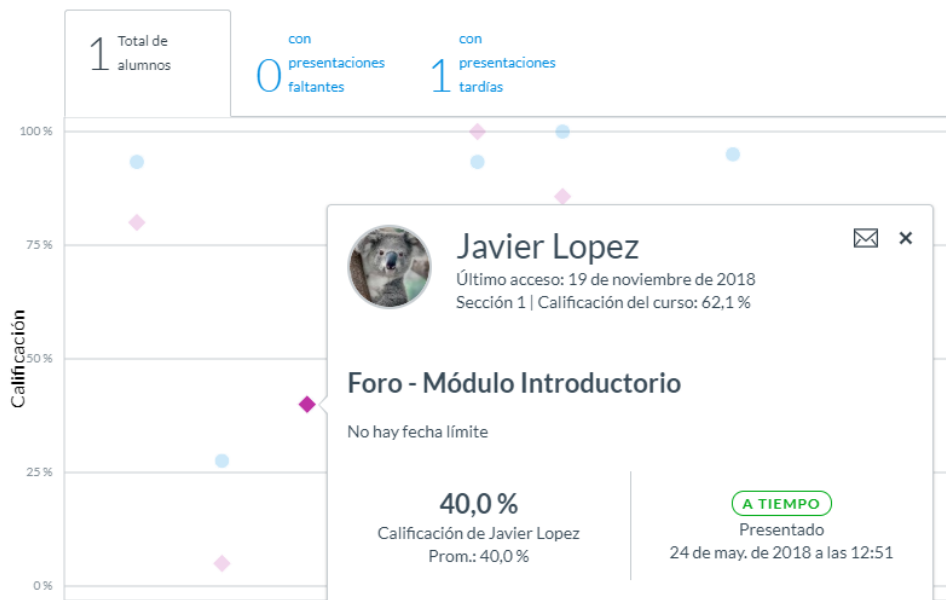 1 Total de
alumnos
0 con
presentaciones
faltantes
1 con
presentaciones
tardías
100 %
75 %
50 %
25 %
0 %
Calificación
Javier Lopez
Último acceso: 19 de noviembre de 2018
Sección 1 | Calificación del curso: 62,1 %
Foro - Módulo Introductorio
No hay fecha límite
40,0 %
Calificación de Javier Lopez
Prom.: 40,0 %
A TIEMPO
Presentado
24 de may. de 2018 a las 12:51